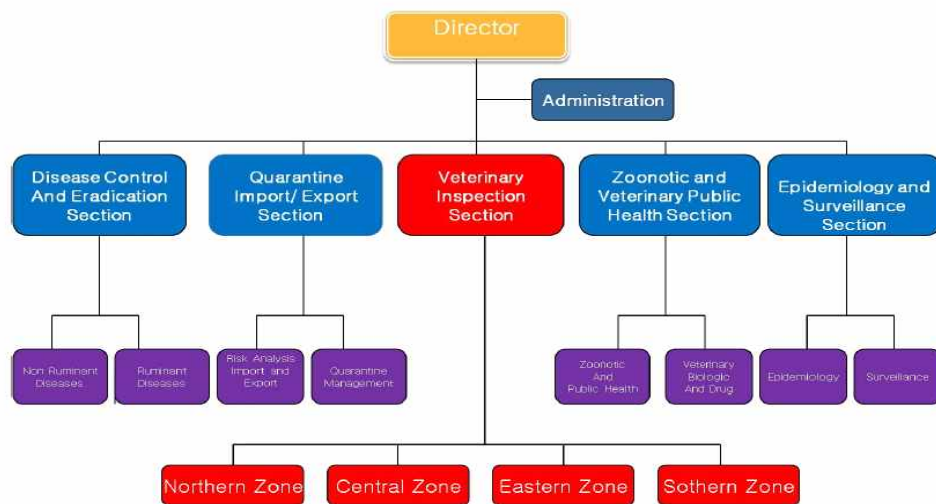 Director
Administration
Disease Control
And Eradication
Section
Quarantine
Import/ Export
Section
Veterinary
Inspection
Section
Zoonotic and
Veterinary Public
Health Section
Epidemiology and
Surveillance
Section
Non Ruminant
Diseases
Ruminant
Diseases
Risk Analysis
Import and
Export
Quarantine
Management
Zoonotic
And
Public Health
Veterinary
Biologic
And Drug
Epidemiology
Surveillance
Northern Zone
Central Zone
Eastern Zone
Sothern Zone